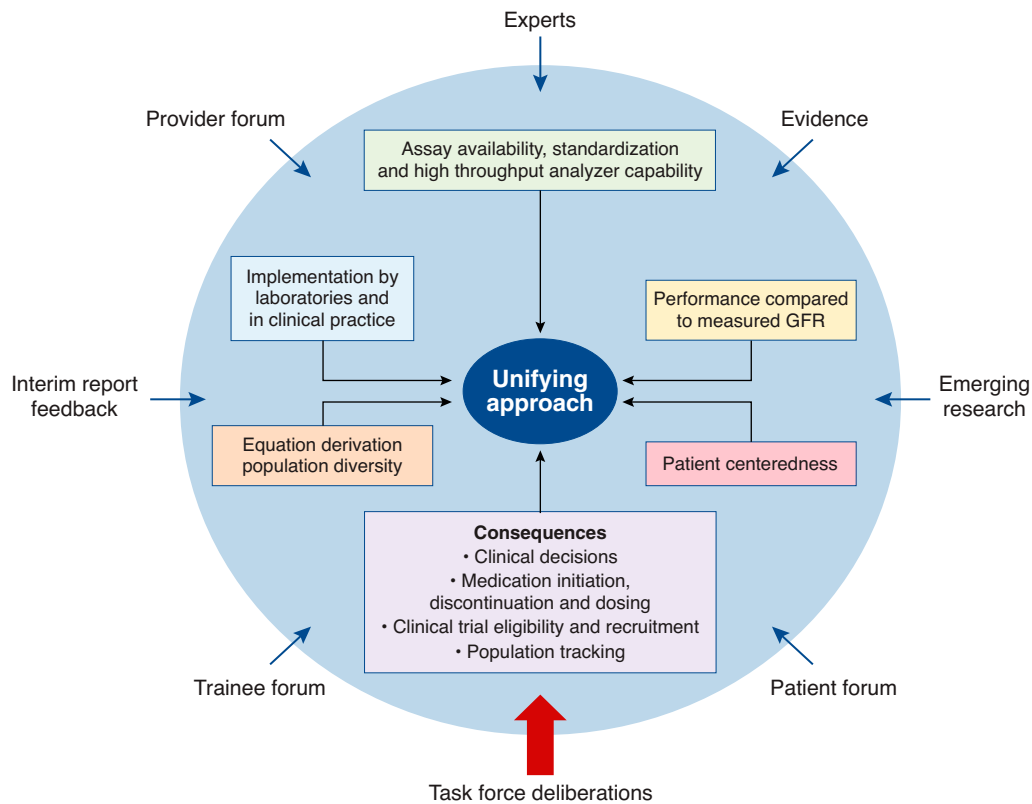 Experts
Provider forum
Evidence
Assay availability, standardization
and high throughput analyzer capability
Implementation by
laboratories and
in clinical practice
Performance compared
to measured GFR
Unifying
approach
Interim report
feedback
Emerging
research
Equation derivation
population diversity
Patient centeredness
Consequences
• Clinical decisions
• Medication initiation,
discontinuation and dosing
• Clinical trial eligibility and recruitment
• Population tracking
Trainee forum
Patient forum
Task force deliberations